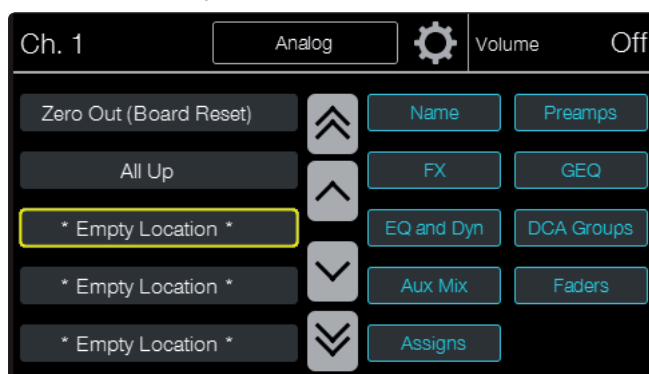 Ch. 1 Analog Volume Off
Zero Out (Board Reset) Name Preamps
All Up FX GEQ
* Empty Location * EQ and Dyn DCA Groups
* Empty Location * Aux Mix Faders
* Empty Location * Assigns